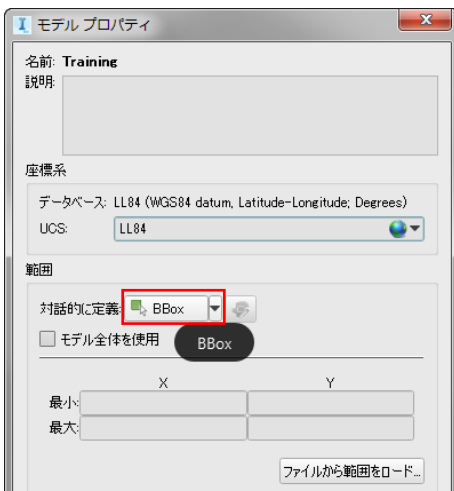 モデル プロパティ
名前: Training
説明:
座標系
データベース: LL84 (WGS84 datum, Latitude-Longitude; Degrees)
UCS: LL84
範囲
対話的に定義: BBox
モデル全体を使用
BBox
X Y
最小:
最大:
ファイルから範囲をロード...